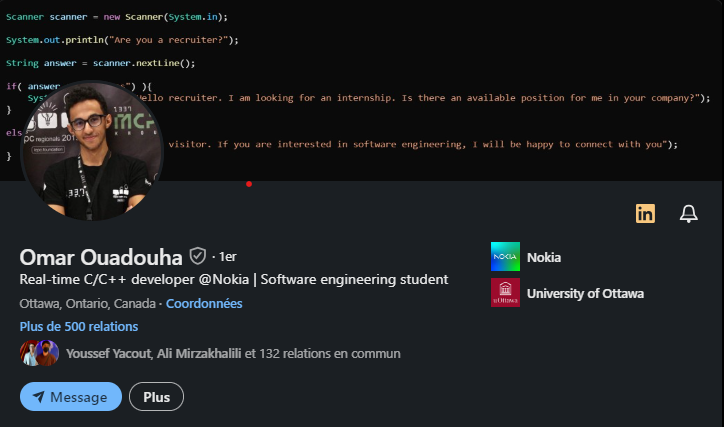 Scanner scanner = new Scanner(System.in);
System.out.println("Are you a recruiter?");
String answer = scanner.nextLine();
if( answer ") ){
Sys ello recruiter. I am looking for an internship. Is there an available position for me in your company?");
}
els
visitor. If you are interested in software engineering, I will be happy to connect with you");
}
Omar Ouadouha · 1er
Real-time C/C++ developer @Nokia | Software engineering student
Ottawa, Ontario, Canada · Coordonnées
Plus de 500 relations
Youssef Yacout, Ali Mirzakhalili et 132 relations en commun
Message
Plus
in
NOKIA
Nokia
uOttawa
University of Ottawa